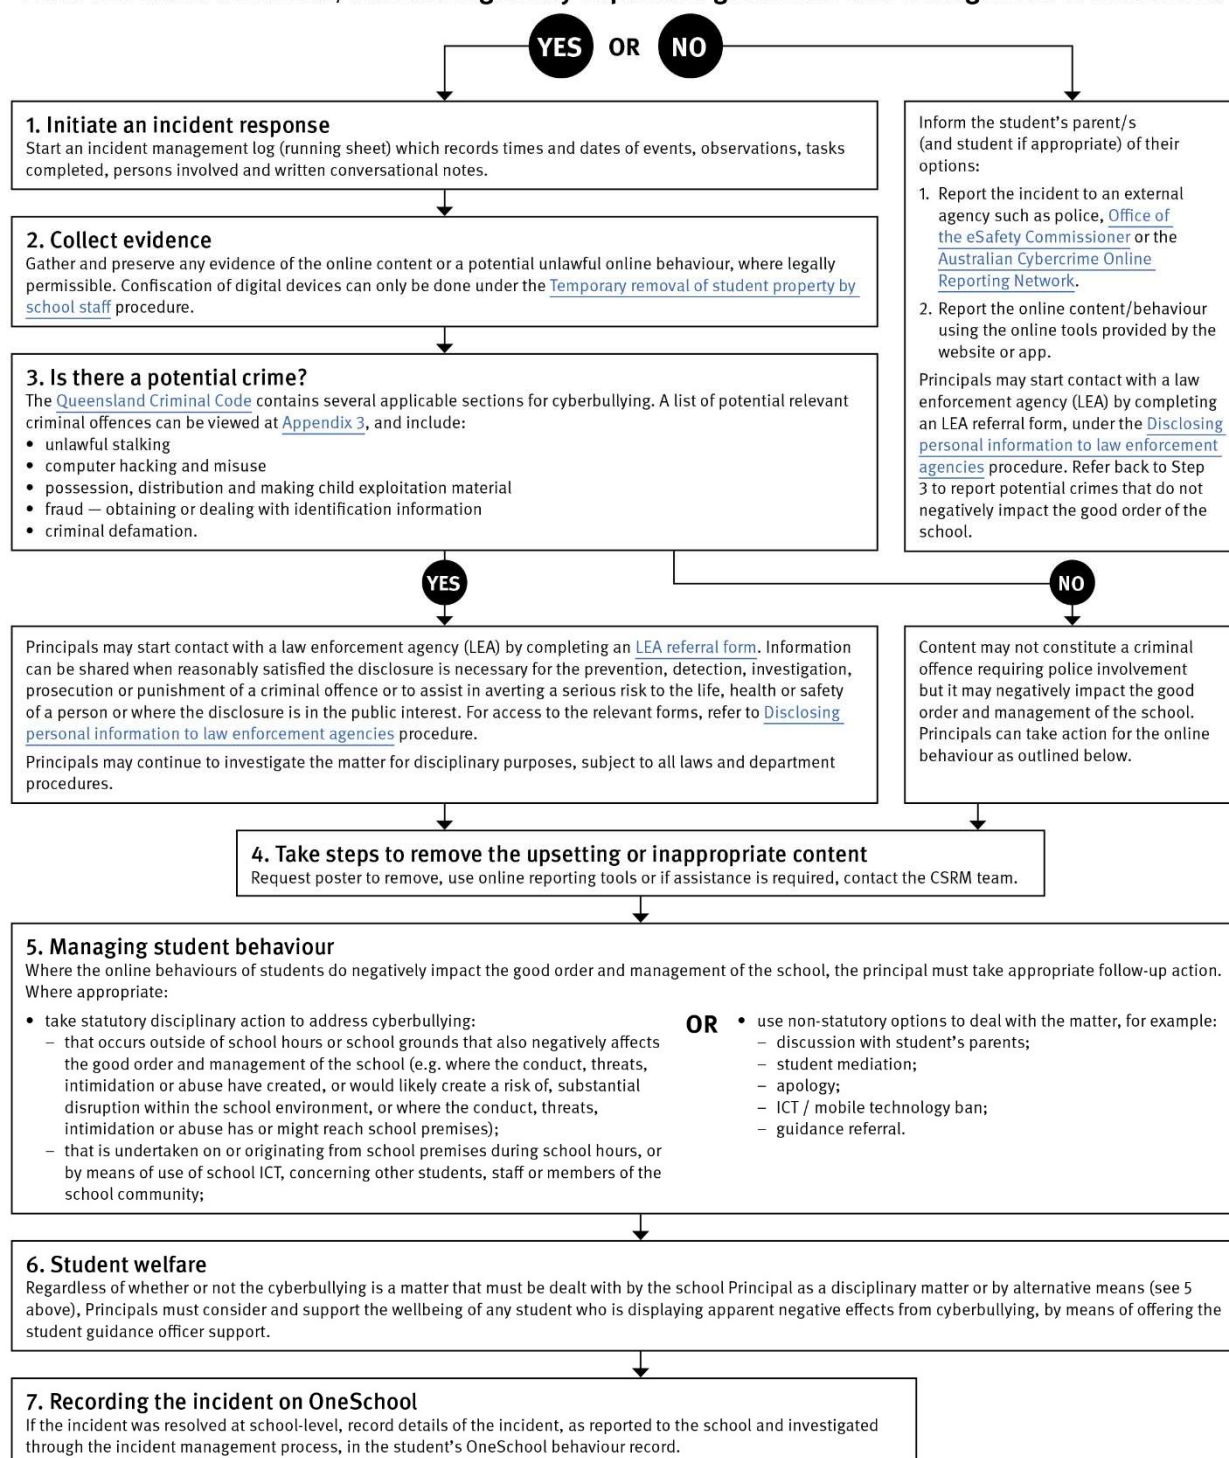 YES OR NO
1. Initiate an incident response
Start an incident management log (running sheet) which records times and dates of events, observations, tasks
completed, persons involved and written conversational notes.
2. Collect evidence
Gather and preserve any evidence of the online content or a potential unlawful online behaviour, where legally
permissible. Confiscation of digital devices can only be done under the Temporary removal of student property by
school staff procedure.
3. Is there a potential crime?
The Queensland Criminal Code contains several applicable sections for cyberbullying. A list of potential relevant
criminal offences can be viewed at Appendix 3, and include:
• unlawful stalking
• computer hacking and misuse
• possession, distribution and making child exploitation material
• fraud — obtaining or dealing with identification information
• criminal defamation.
Inform the student's parent/s
(and student if appropriate) of their
options:
1. Report the incident to an external
agency such as police, Office of
the eSafety Commissioner or the
Australian Cybercrime Online
Reporting Network.
2. Report the online content/behaviour
using the online tools provided by the
website or app.
Principals may start contact with a law
enforcement agency (LEA) by completing
an LEA referral form, under the Disclosing
personal information to law enforcement
agencies procedure. Refer back to Step
3 to report potential crimes that do not
negatively impact the good order of the
school.
YES
NO
Principals may start contact with a law enforcement agency (LEA) by completing an LEA referral form. Information
can be shared when reasonably satisfied the disclosure is necessary for the prevention, detection, investigation,
prosecution or punishment of a criminal offence or to assist in averting a serious risk to the life, health or safety
of a person or where the disclosure is in the public interest. For access to the relevant forms, refer to Disclosing
personal information to law enforcement agencies procedure.
Principals may continue to investigate the matter for disciplinary purposes, subject to all laws and department
procedures.
Content may not constitute a criminal
offence requiring police involvement
but it may negatively impact the good
order and management of the school.
Principals can take action for the online
behaviour as outlined below.
4. Take steps to remove the upsetting or inappropriate content
Request poster to remove, use online reporting tools or if assistance is required, contact the CSRM team.
5. Managing student behaviour
Where the online behaviours of students do negatively impact the good order and management of the school, the principal must take appropriate follow-up action.
Where appropriate:
• take statutory disciplinary action to address cyberbullying:
– that occurs outside of school hours or school grounds that also negatively affects
the good order and management of the school (e.g. where the conduct, threats,
intimidation or abuse have created, or would likely create a risk of, substantial
disruption within the school environment, or where the conduct, threats,
intimidation or abuse has or might reach school premises);
– that is undertaken on or originating from school premises during school hours, or
by means of use of school ICT, concerning other students, staff or members of the
school community;
OR
• use non-statutory options to deal with the matter, for example:
– discussion with student's parents;
– student mediation;
– apology;
– ICT / mobile technology ban;
– guidance referral.
6. Student welfare
Regardless of whether or not the cyberbullying is a matter that must be dealt with by the school Principal as a disciplinary matter or by alternative means (see 5
above), Principals must consider and support the wellbeing of any student who is displaying apparent negative effects from cyberbullying, by means of offering the
student guidance officer support.
7. Recording the incident on OneSchool
If the incident was resolved at school-level, record details of the incident, as reported to the school and investigated
through the incident management process, in the student's OneSchool behaviour record.